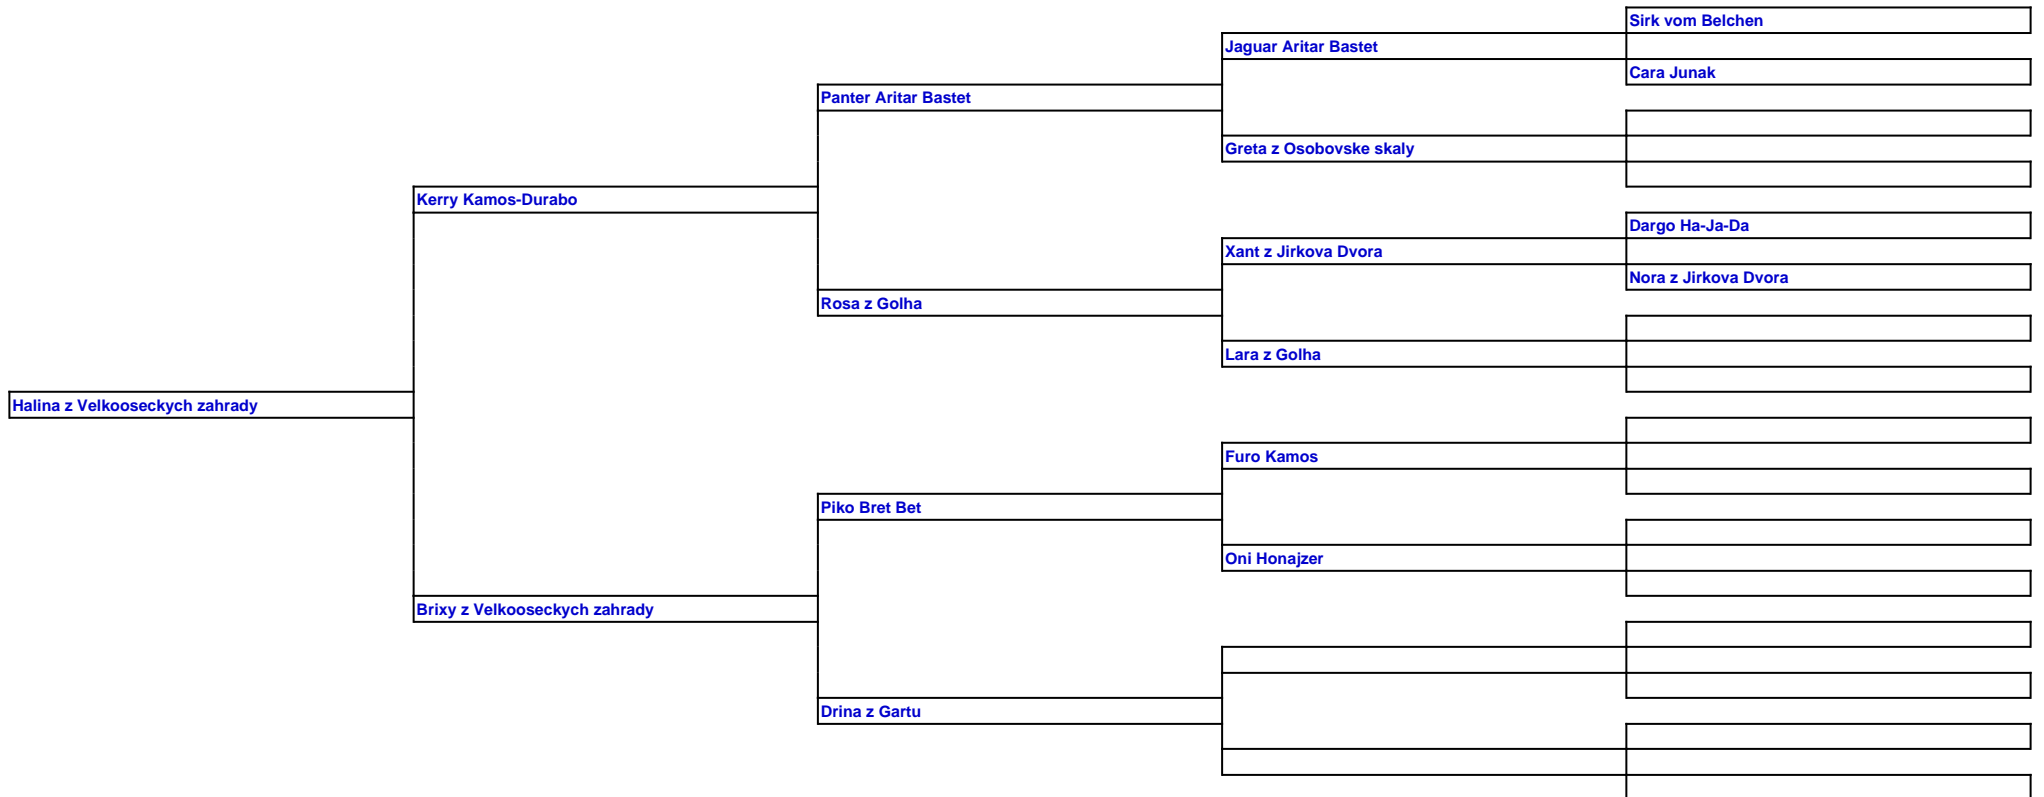 Sirk vom Belchen
Jaguar Aritar Bastet
Cara Junak
Panter Aritar Bastet
Greta z Osobovske skaly
Kerry Kamos-Durabo
Dargo Ha-Ja-Da
Xant z Jirkova Dvora
Nora z Jirkova Dvora
Rosa z Golha
Lara z Golha
Halina z Velkooseckych zahrady
Furo Kamos
Piko Bret Bet
Oni Honajzer
Brixy z Velkooseckych zahrady
Drina z Gartu